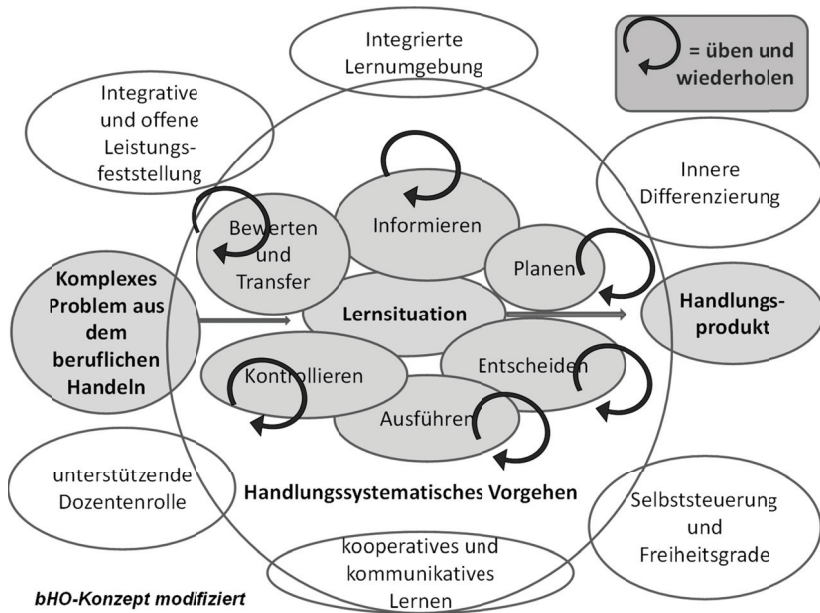 Integrierte
Lernumgebung
= üben und
wiederholen
Integrative
und offene
Leistungs-
feststellung
Innere
Differenzierung
Informieren
Bewerten
und
Transfer
Planen
Komplexes
Problem aus
dem
beruflichen
Handeln
Lernsituation
Handlungs-
produkt
Kontrollieren
Entscheiden
Ausführen
unterstützende
Dozentenrolle
Handlungssystematisches Vorgehen
Selbststeuerung
und
Freiheitsgrade
kooperatives und
kommunikatives
Lernen
bHO-Konzept modifiziert